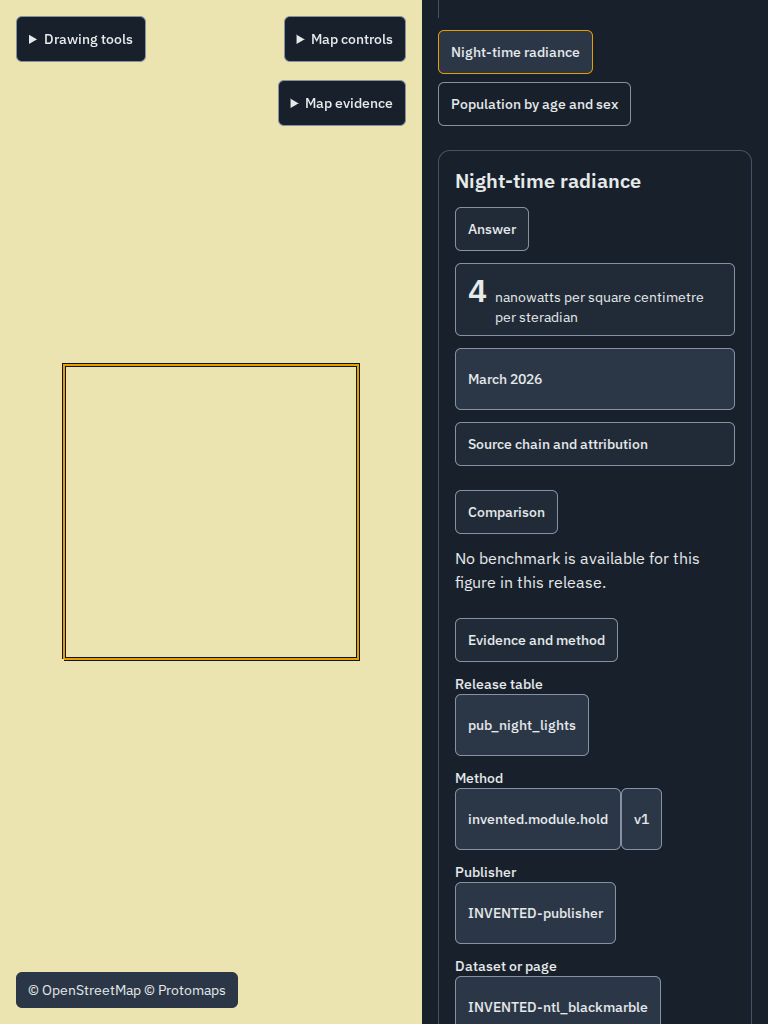 Drawing tools
Map controls
Map evidence
© OpenStreetMap © Protomaps
Night-time radiance
Population by age and sex
Night-time radiance
Answer
4 nanowatts per square centimetre
per steradian
March 2026
Source chain and attribution
Comparison
No benchmark is available for this
figure in this release.
Evidence and method
Release table
pub_night_lights
Method
invented.module.hold v1
Publisher
INVENTED-publisher
Dataset or page
INVENTED-ntl_blackmarble